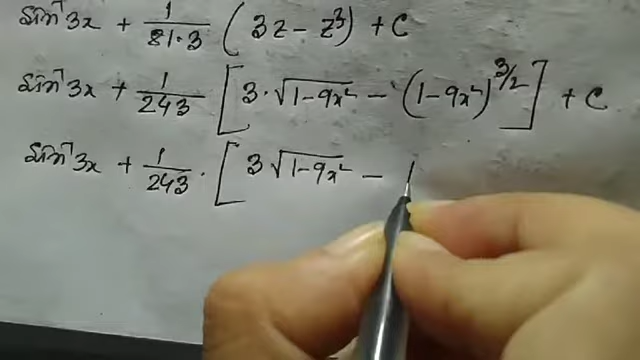 sin⁻¹3x + 1/81·3 (3z − z³) + C
sin⁻¹3x + 1/243 [3·√1−9x² − (1−9x²)^3/2] + C
sin⁻¹3x + 1/243 · [3√1−9x² −